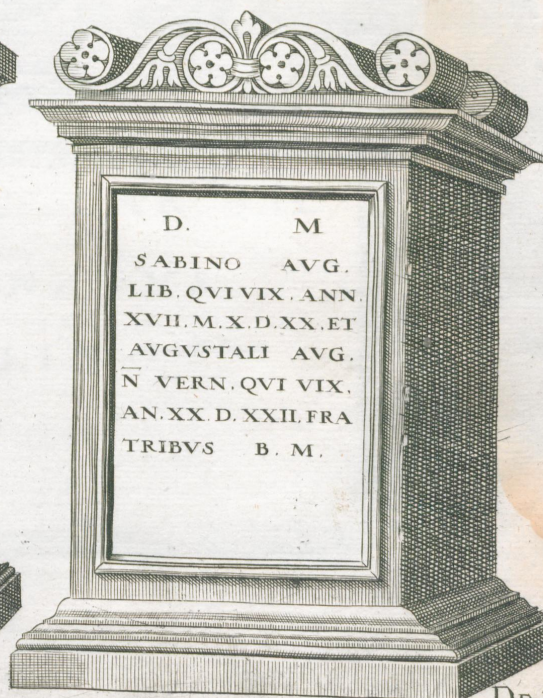 D. M
SABINO AVG.
LIB. QVI VIX. ANN.
XVII. M. X. D. XX. ET
AVGVSTALI AVG.
N̅ VERN. QVI VIX.
AN. XX. D. XXII. FRA
TRIBVS B. M.